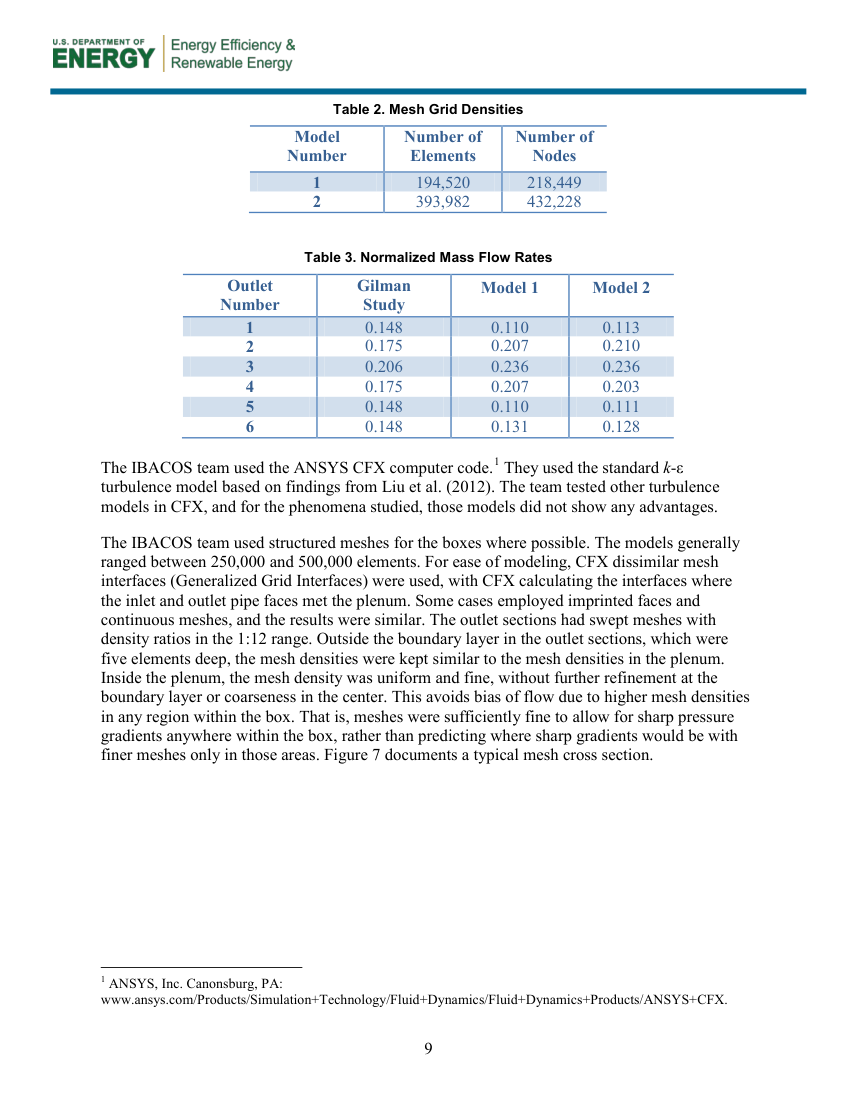 U.S. DEPARTMENT OF
ENERGY
Energy Efficiency &
Renewable Energy
Table 2. Mesh Grid Densities
Model Number Number of Elements Number of Nodes
1 194,520 218,449
2 393,982 432,228
Table 3. Normalized Mass Flow Rates
Outlet Number Gilman Study Model 1 Model 2
1 0.148 0.110 0.113
2 0.175 0.207 0.210
3 0.206 0.236 0.236
4 0.175 0.207 0.203
5 0.148 0.110 0.111
6 0.148 0.131 0.128
The IBACOS team used the ANSYS CFX computer code.1 They used the standard k-ε
turbulence model based on findings from Liu et al. (2012). The team tested other turbulence
models in CFX, and for the phenomena studied, those models did not show any advantages.
The IBACOS team used structured meshes for the boxes where possible. The models generally
ranged between 250,000 and 500,000 elements. For ease of modeling, CFX dissimilar mesh
interfaces (Generalized Grid Interfaces) were used, with CFX calculating the interfaces where
the inlet and outlet pipe faces met the plenum. Some cases employed imprinted faces and
continuous meshes, and the results were similar. The outlet sections had swept meshes with
density ratios in the 1:12 range. Outside the boundary layer in the outlet sections, which were
five elements deep, the mesh densities were kept similar to the mesh densities in the plenum.
Inside the plenum, the mesh density was uniform and fine, without further refinement at the
boundary layer or coarseness in the center. This avoids bias of flow due to higher mesh densities
in any region within the box. That is, meshes were sufficiently fine to allow for sharp pressure
gradients anywhere within the box, rather than predicting where sharp gradients would be with
finer meshes only in those areas. Figure 7 documents a typical mesh cross section.
1 ANSYS, Inc. Canonsburg, PA:
www.ansys.com/Products/Simulation+Technology/Fluid+Dynamics/Fluid+Dynamics+Products/ANSYS+CFX.
9